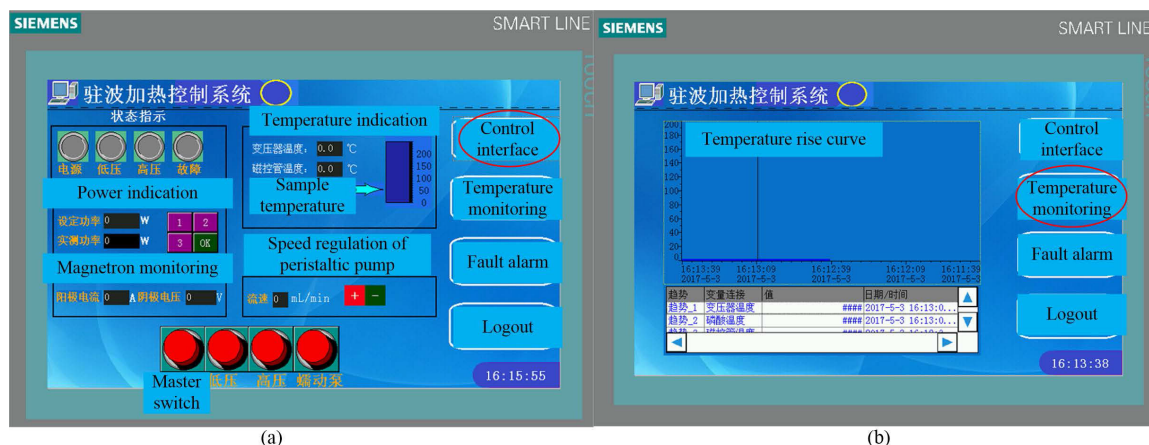 SIEMENS
SMART LINE
TOUCH
驻波加热控制系统
状态指示
电源 低压 高压 故障
Power indication
设定功率 0 W 1 2
实测功率 0 W 3 OK
Magnetron monitoring
阳极电流 0 A 阴极电压 0 V
Temperature indication
变压器温度: 0.0 ℃
磁控管温度: 0.0 ℃
Sample
temperature
200
150
100
50
0
Speed regulation of
peristaltic pump
流速 0 mL/min + -
Control
interface
Temperature
monitoring
Fault alarm
Logout
Master
switch
低压 高压 蠕动泵
16:15:55
(a)
SIEMENS
SMART LINE
TOUCH
驻波加热控制系统
Temperature rise curve
200
180
160
140
120
100
80
60
40
20
0
16:13:39 16:13:09 16:12:39 16:12:09 16:11:39
2017-5-3 2017-5-3 2017-5-3 2017-5-3 2017-5-3
趋势 变量连接 值 日期/时间
趋势_1 变压器温度 #### 2017-5-3 16:13:0...
趋势_2 磷酸温度 #### 2017-5-3 16:13:0...
Control
interface
Temperature
monitoring
Fault alarm
Logout
16:13:38
(b)